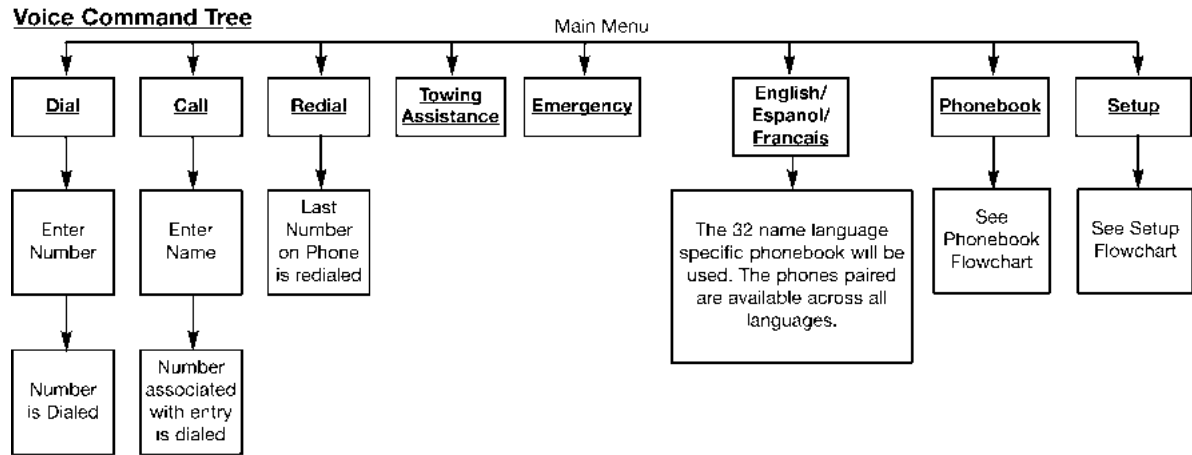 Voice Command Tree
Main Menu
Dial
Call
Redial
Towing
Assistance
Emergency
English/
Espanol/
Francais
Phonebook
Setup
Enter
Number
Enter
Name
Last
Number
on Phone
is redialed
The 32 name language
specific phonebook will be
used. The phones paired
are available across all
languages.
See
Phonebook
Flowchart
See Setup
Flowchart
Number
is Dialed
Number
associated
with entry
is dialed